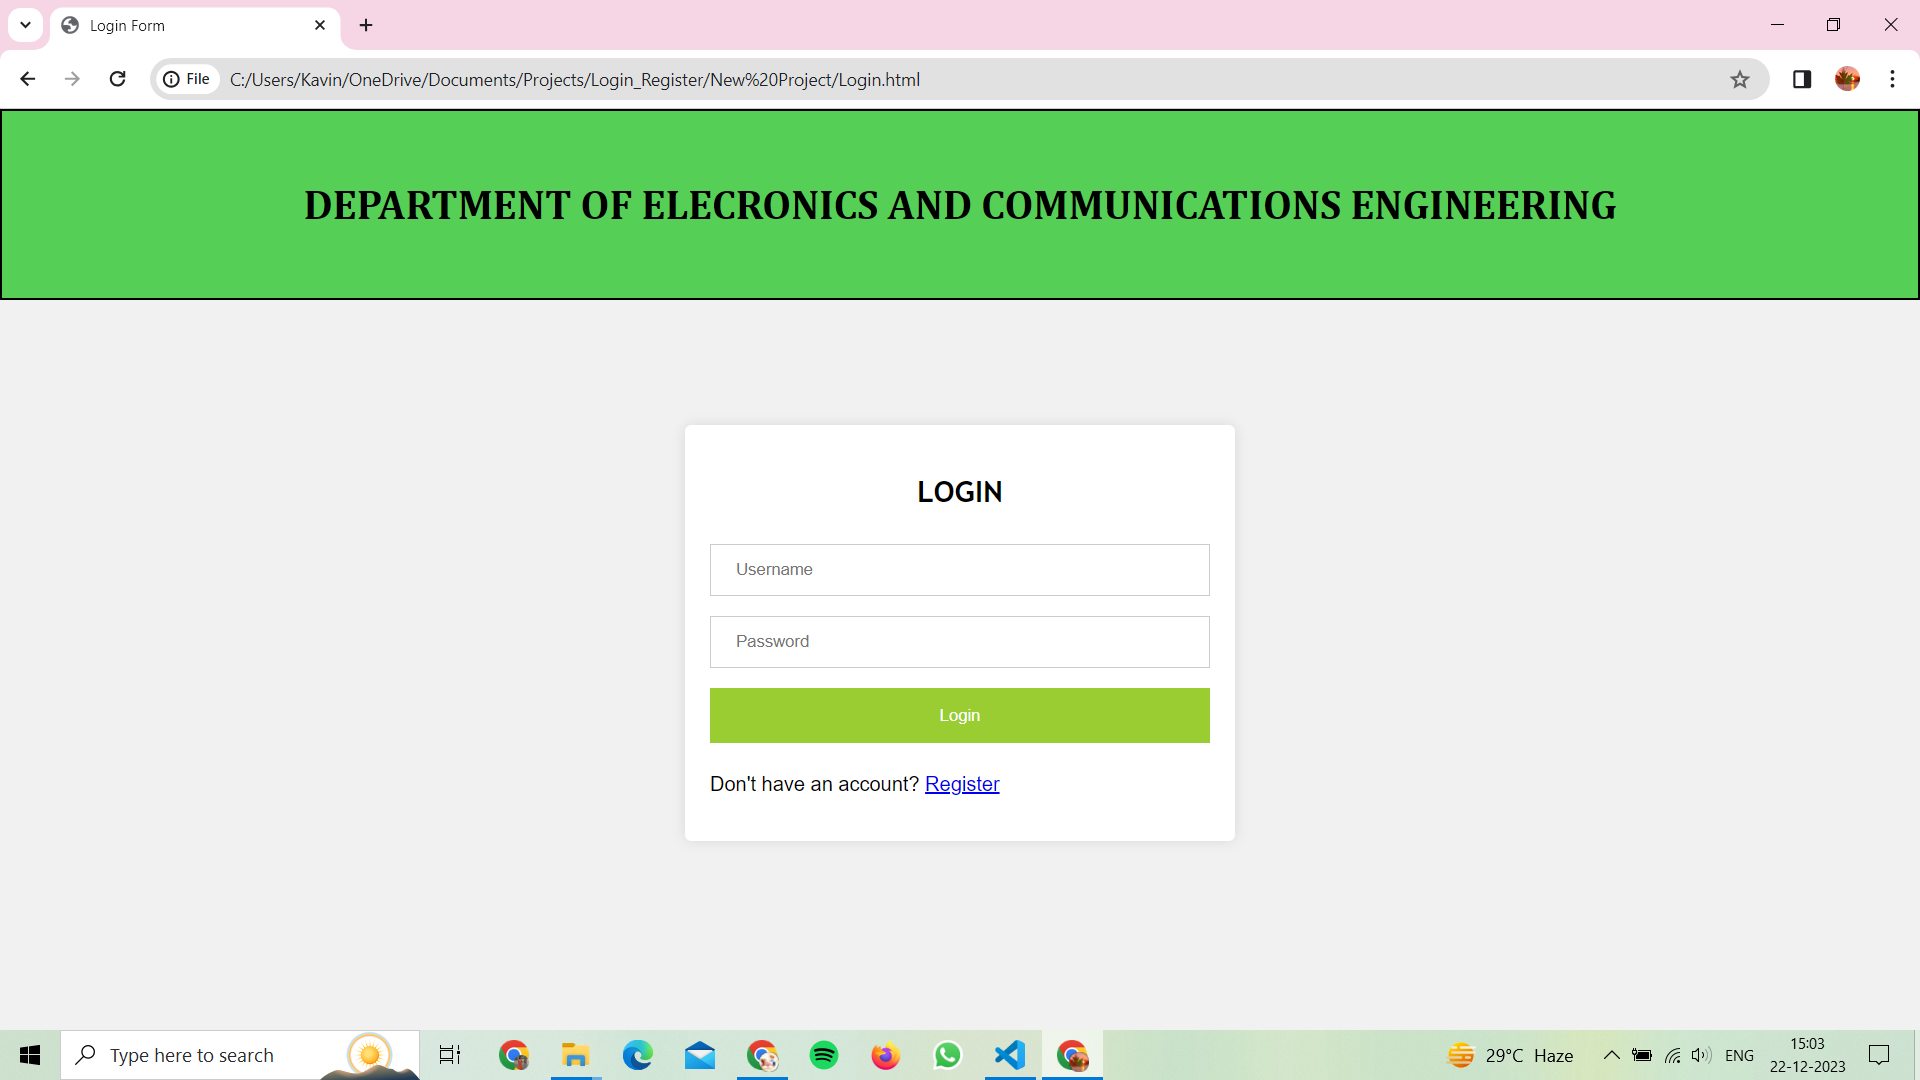 Login Form
File
C:/Users/Kavin/OneDrive/Documents/Projects/Login_Register/New%20Project/Login.html
DEPARTMENT OF ELECRONICS AND COMMUNICATIONS ENGINEERING
LOGIN
Username
Password
Login
Don't have an account? Register
Type here to search
29°C Haze
ENG
15:03
22-12-2023